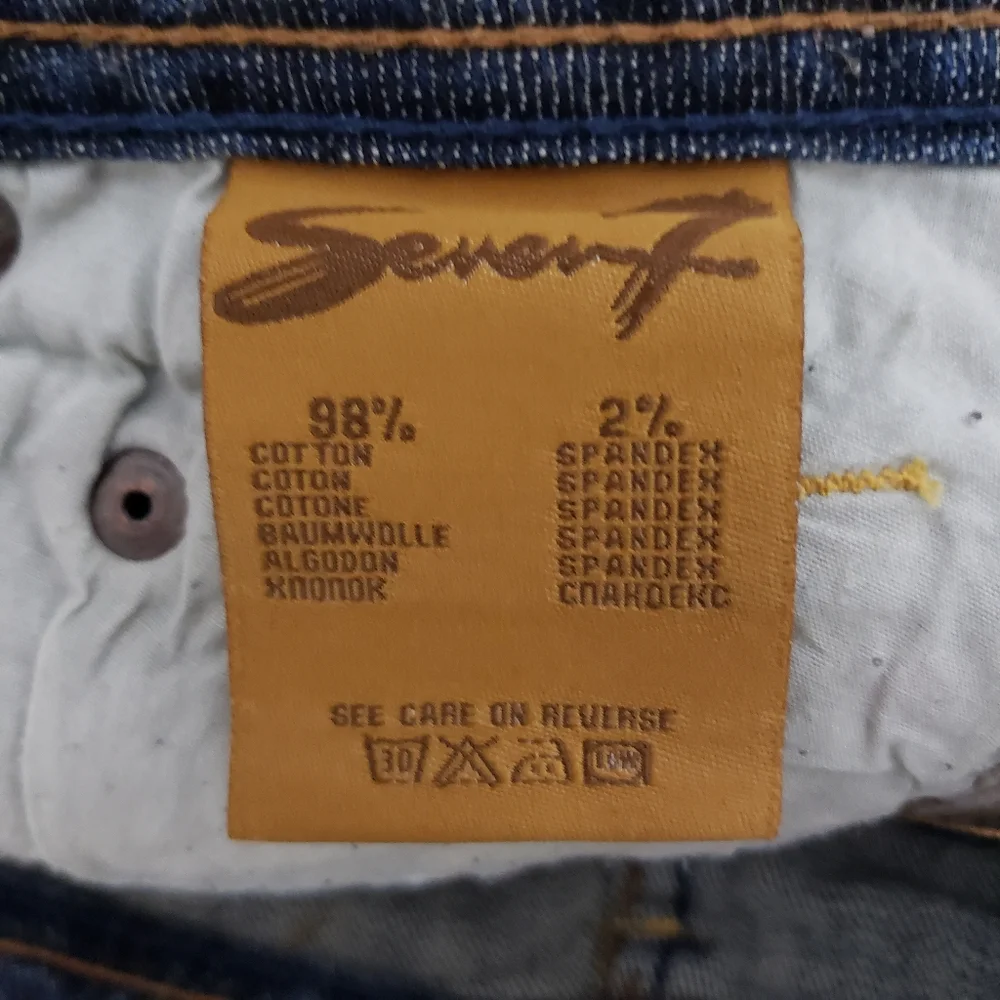 Seven7
98% 2%
COTTON SPANDEX
COTON SPANDEX
COTONE SPANDEX
BAUMWOLLE SPANDEX
ALGODON SPANDEX
ХЛОПОК СПАНДЕКС
SEE CARE ON REVERSE
30 LOW